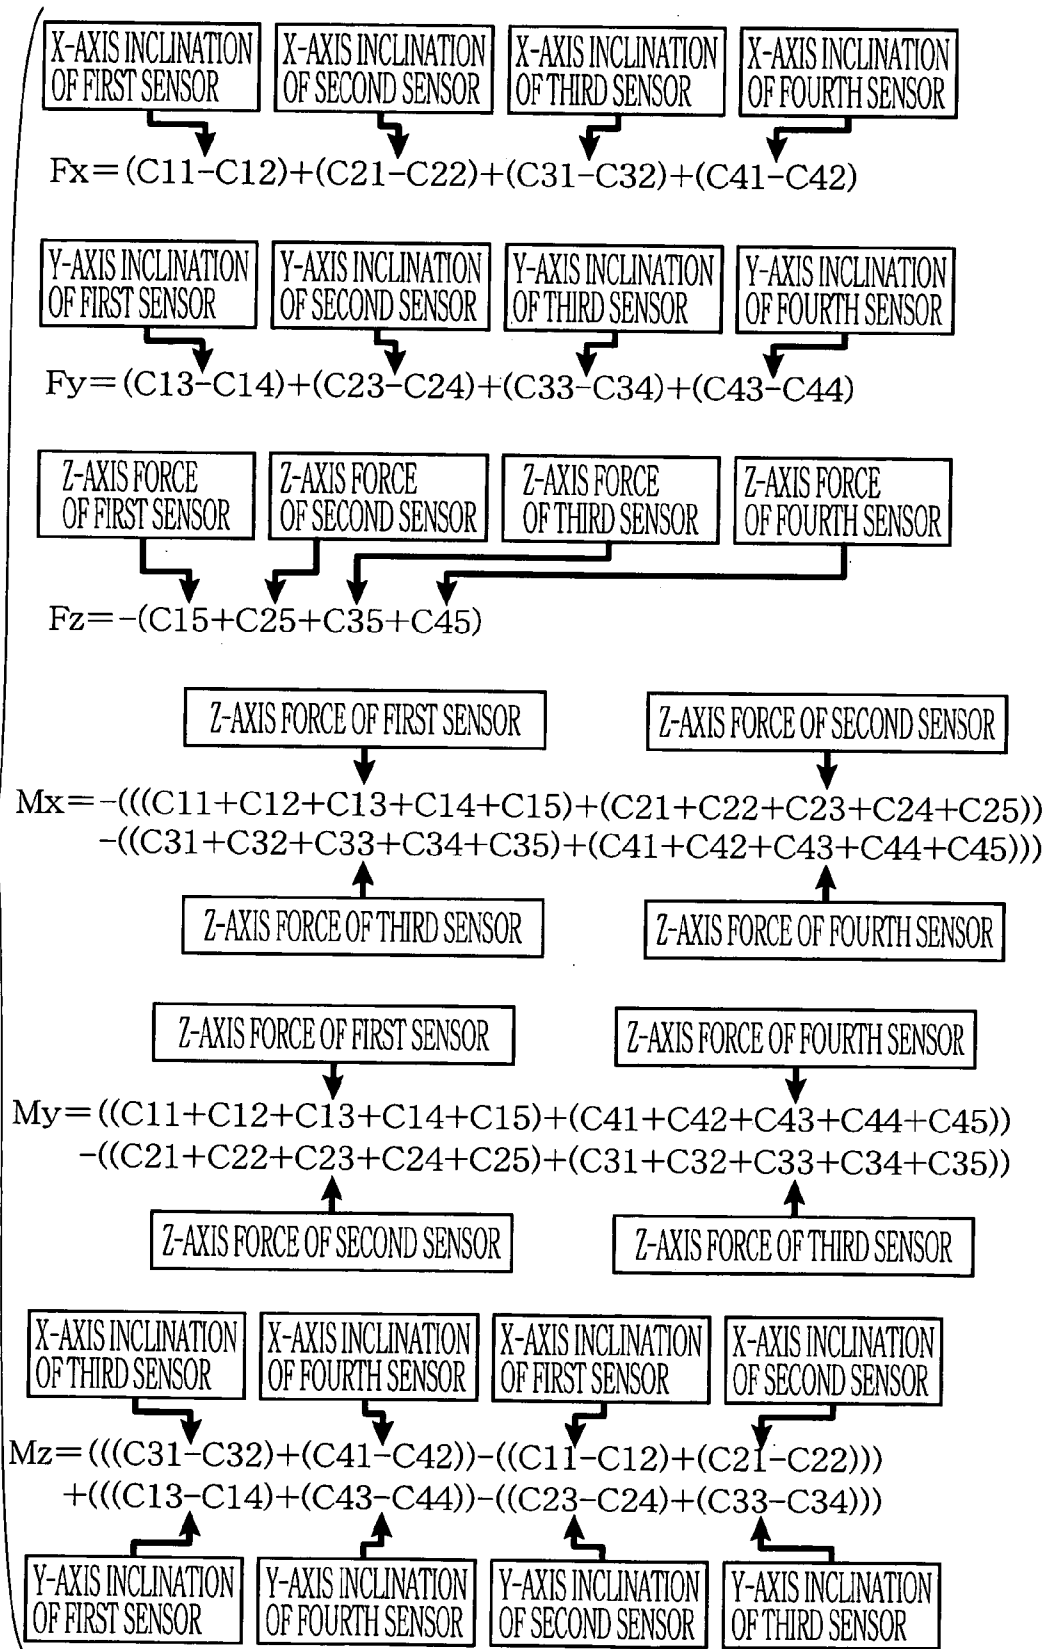 X-AXIS INCLINATION
OF FIRST SENSOR
X-AXIS INCLINATION
OF SECOND SENSOR
X-AXIS INCLINATION
OF THIRD SENSOR
X-AXIS INCLINATION
OF FOURTH SENSOR
Fx=(C11-C12)+(C21-C22)+(C31-C32)+(C41-C42)
Y-AXIS INCLINATION
OF FIRST SENSOR
Y-AXIS INCLINATION
OF SECOND SENSOR
Y-AXIS INCLINATION
OF THIRD SENSOR
Y-AXIS INCLINATION
OF FOURTH SENSOR
Fy=(C13-C14)+(C23-C24)+(C33-C34)+(C43-C44)
Z-AXIS FORCE
OF FIRST SENSOR
Z-AXIS FORCE
OF SECOND SENSOR
Z-AXIS FORCE
OF THIRD SENSOR
Z-AXIS FORCE
OF FOURTH SENSOR
Fz=-(C15+C25+C35+C45)
Z-AXIS FORCE OF FIRST SENSOR
Z-AXIS FORCE OF SECOND SENSOR
Mx=-(((C11+C12+C13+C14+C15)+(C21+C22+C23+C24+C25))
-((C31+C32+C33+C34+C35)+(C41+C42+C43+C44+C45)))
Z-AXIS FORCE OF THIRD SENSOR
Z-AXIS FORCE OF FOURTH SENSOR
Z-AXIS FORCE OF FIRST SENSOR
Z-AXIS FORCE OF FOURTH SENSOR
My=((C11+C12+C13+C14+C15)+(C41+C42+C43+C44+C45))
-((C21+C22+C23+C24+C25)+(C31+C32+C33+C34+C35))
Z-AXIS FORCE OF SECOND SENSOR
Z-AXIS FORCE OF THIRD SENSOR
X-AXIS INCLINATION
OF THIRD SENSOR
X-AXIS INCLINATION
OF FOURTH SENSOR
X-AXIS INCLINATION
OF FIRST SENSOR
X-AXIS INCLINATION
OF SECOND SENSOR
Mz=(((C31-C32)+(C41-C42))-((C11-C12)+(C21-C22)))
+(((C13-C14)+(C43-C44))-((C23-C24)+(C33-C34)))
Y-AXIS INCLINATION
OF FIRST SENSOR
Y-AXIS INCLINATION
OF FOURTH SENSOR
Y-AXIS INCLINATION
OF SECOND SENSOR
Y-AXIS INCLINATION
OF THIRD SENSOR